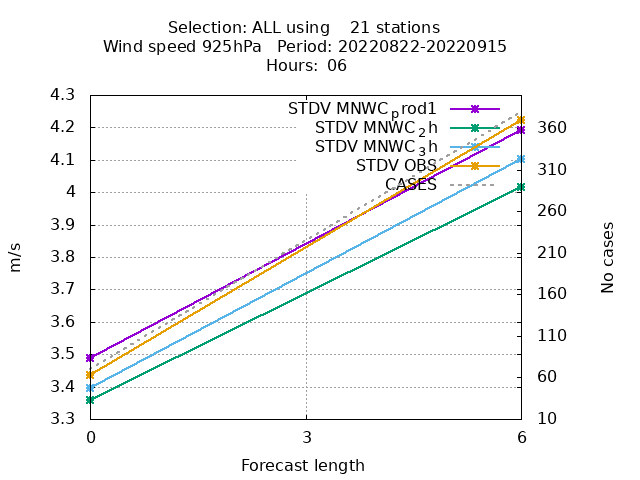 Selection: ALL using    21 stations
Wind speed 925hPa   Period: 20220822-20220915
Hours:  06
4.3
4.2
4.1
4
3.9
3.8
3.7
3.6
3.5
3.4
3.3
m/s
STDV MNWC_prod1
STDV MNWC_2h
STDV MNWC_3h
STDV OBS
CASES
360
310
260
210
160
110
60
10
No cases
0
3
6
Forecast length